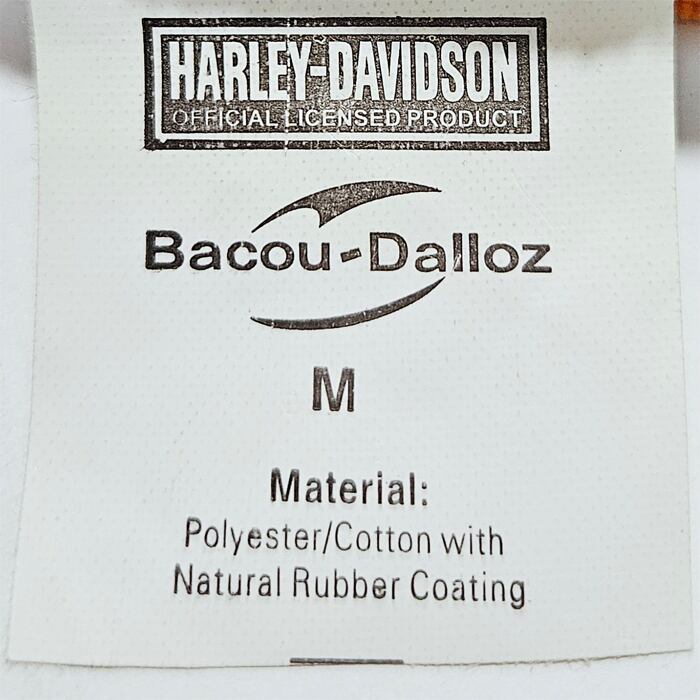 HARLEY-DAVIDSON
OFFICIAL LICENSED PRODUCT
Bacou-Dalloz
M
Material:
Polyester/Cotton with
Natural Rubber Coating